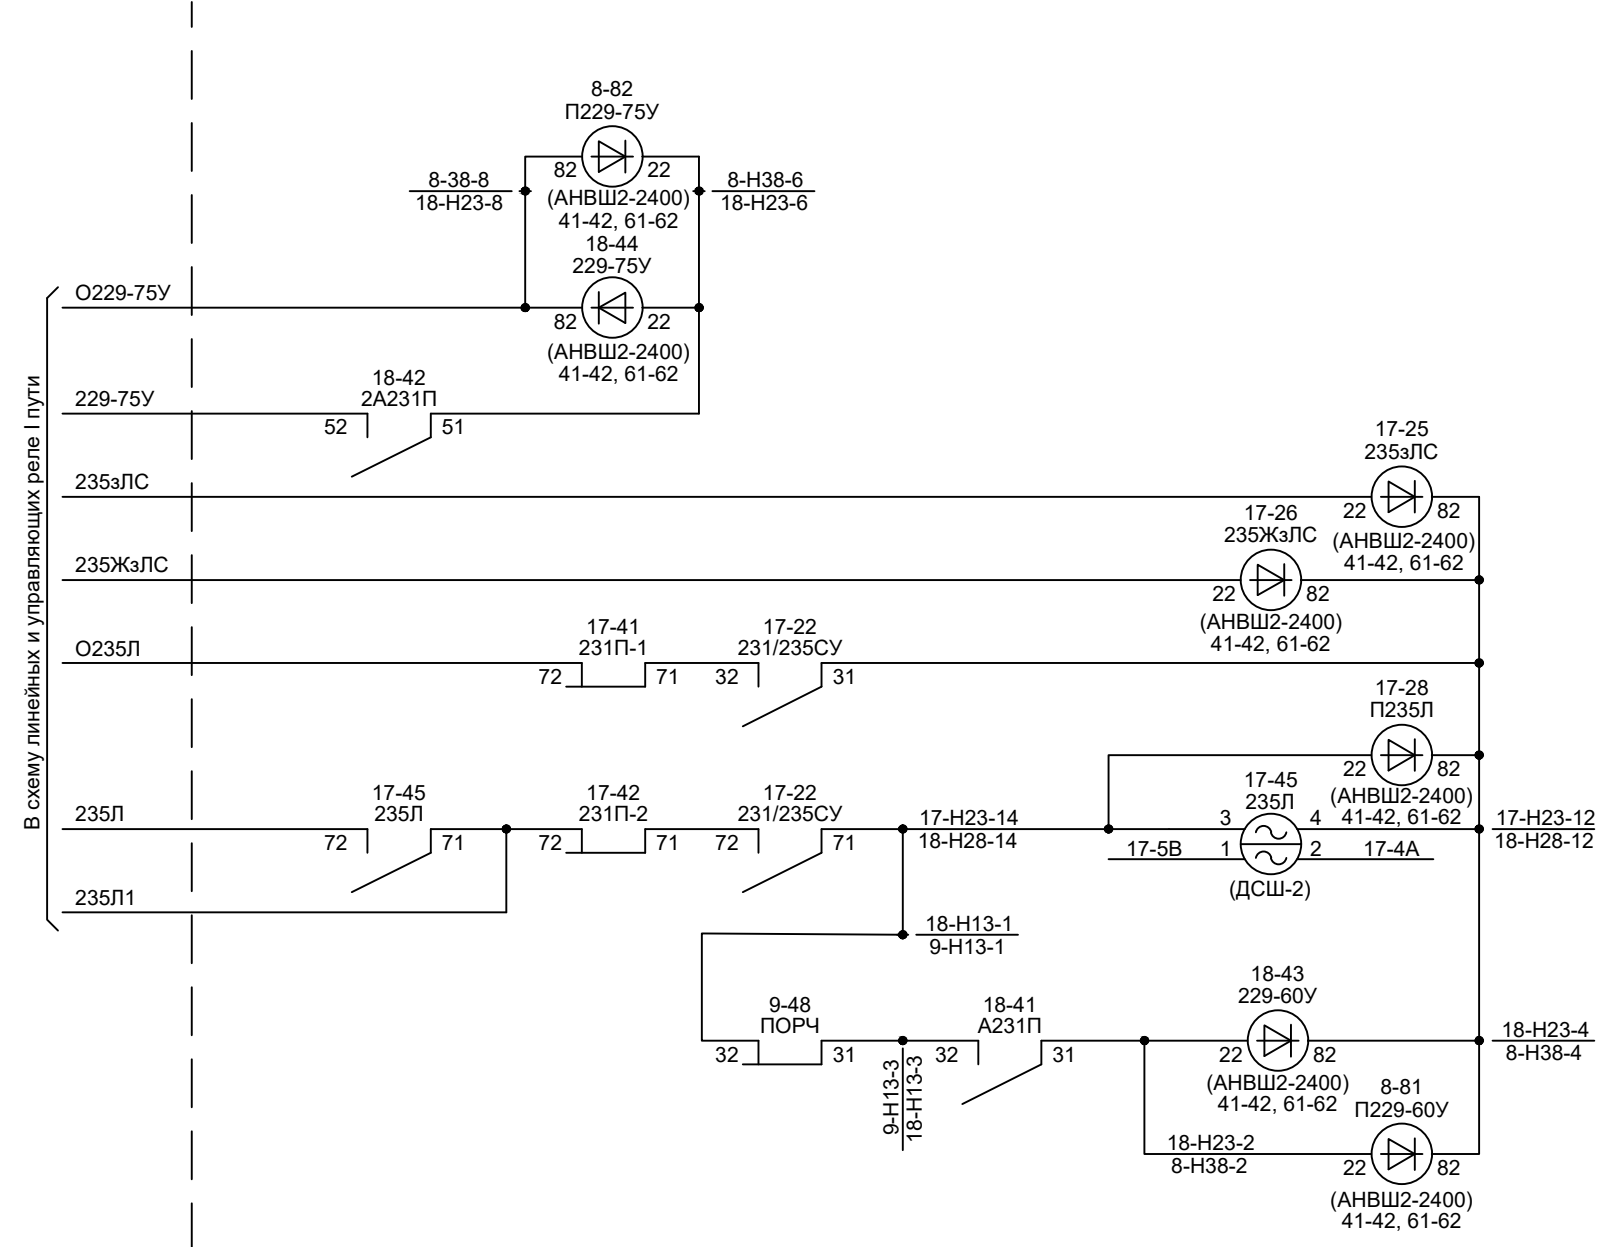 8-82
П229-75У
82
22
8-38-8
18-Н23-8
8-Н38-6
18-Н23-6
(АНВШ2-2400)
41-42, 61-62
18-44
229-75У
82
22
(АНВШ2-2400)
41-42, 61-62
В схему линейных и управляющих реле I пути
О229-75У
229-75У
18-42
2А231П
52
51
235зЛС
17-25
235зЛС
22
82
(АНВШ2-2400)
41-42, 61-62
235ЖзЛС
17-26
235ЖзЛС
22
82
(АНВШ2-2400)
41-42, 61-62
О235Л
17-41
231П-1
72
71
17-22
231/235СУ
32
31
17-28
П235Л
22
82
(АНВШ2-2400)
41-42, 61-62
235Л
17-45
235Л
72
71
17-42
231П-2
72
71
17-22
231/235СУ
72
71
17-Н23-14
18-Н28-14
17-45
235Л
3
4
17-5В
1
2
17-4А
(ДСШ-2)
17-Н23-12
18-Н28-12
235Л1
18-Н13-1
9-Н13-1
9-48
ПОРЧ
32
31
9-Н13-3
18-Н13-3
18-41
А231П
32
31
18-43
229-60У
22
82
(АНВШ2-2400)
41-42, 61-62
18-Н23-4
8-Н38-4
18-Н23-2
8-Н38-2
8-81
П229-60У
22
82
(АНВШ2-2400)
41-42, 61-62